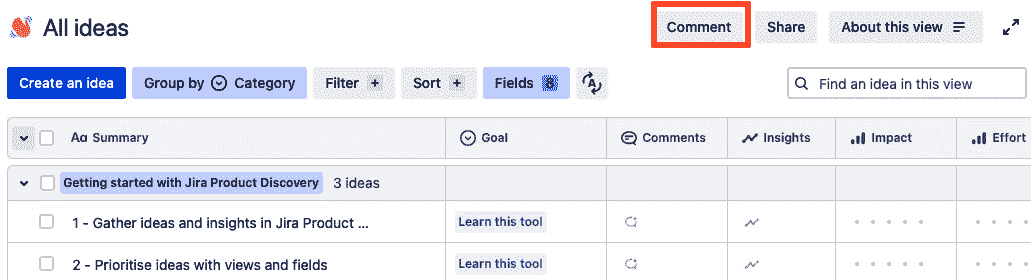 All ideas
Comment
Share
About this view
Create an idea
Group by Category
Filter +
Sort +
Fields 8
Find an idea in this view
Aa Summary
Goal
Comments
Insights
Impact
Effort
Getting started with Jira Product Discovery 3 ideas
1 - Gather ideas and insights in Jira Product ...
Learn this tool
2 - Prioritise ideas with views and fields
Learn this tool